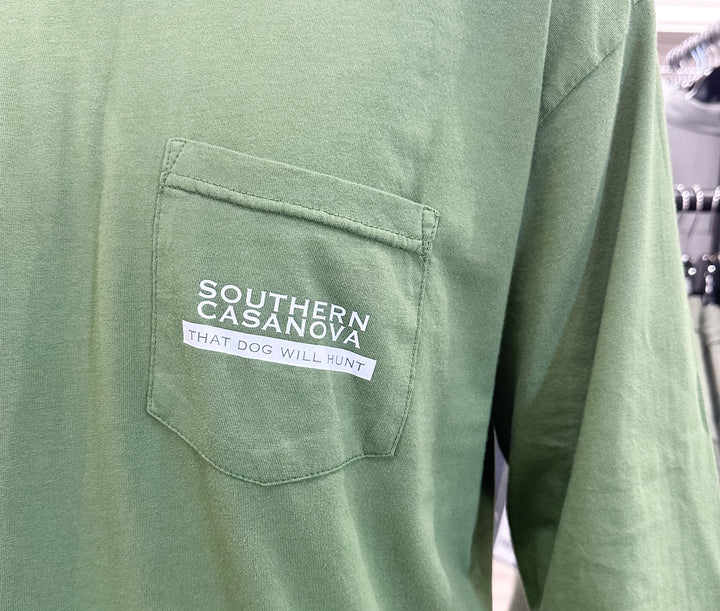 SOUTHERN
CASANOVA
THAT DOG WILL HUNT